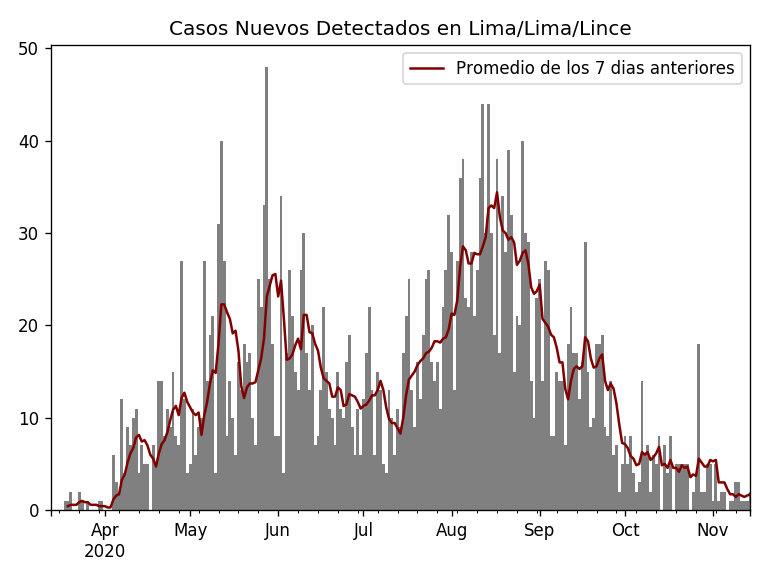 Casos Nuevos Detectados en Lima/Lima/Lince
Promedio de los 7 dias anteriores
50
40
30
20
10
0
Apr May Jun Jul Aug Sep Oct Nov
2020